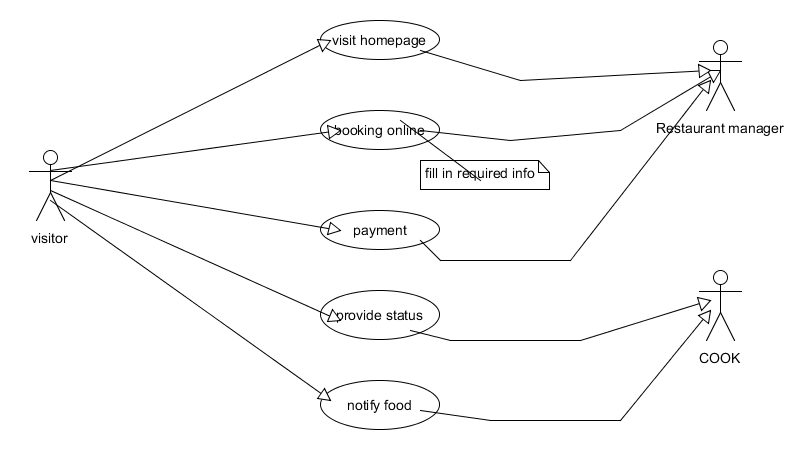 visit homepage
booking online
Restaurant manager
fill in required info
payment
visitor
provide status
COOK
notify food